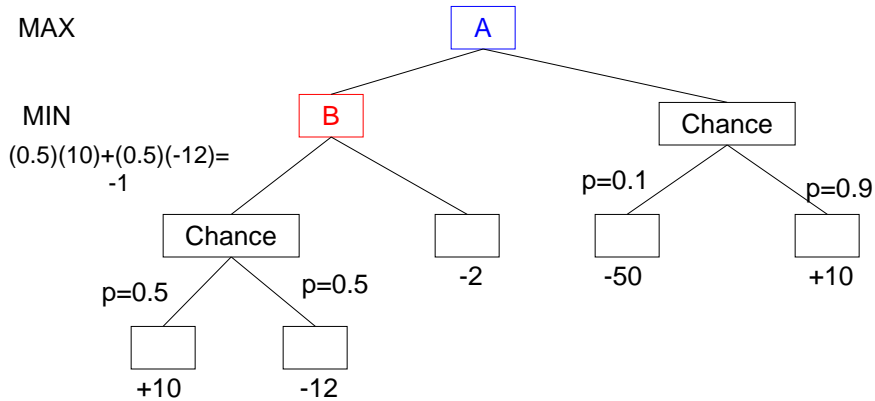 MAX
A
MIN
B
Chance
(0.5)(10)+(0.5)(-12)=
-1
p=0.1
p=0.9
Chance
-2
-50
+10
p=0.5
p=0.5
+10
-12